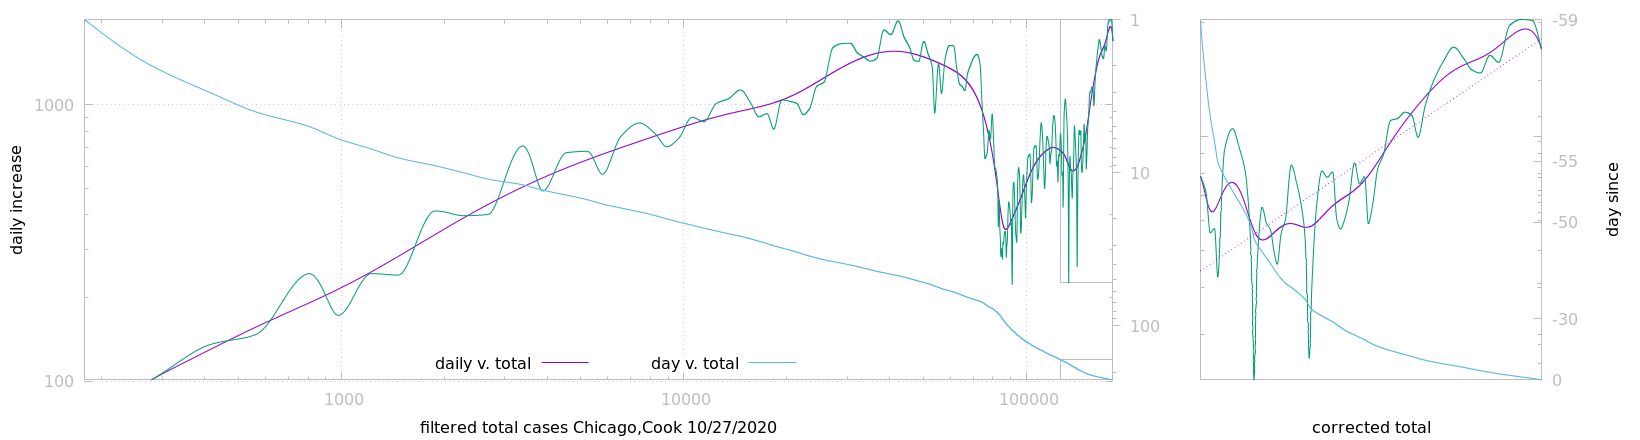 1
-59
1000
-55
10
daily increase
day since
-50
-30
100
daily v. total
day v. total
100
0
1000
10000
100000
filtered total cases Chicago,Cook 10/27/2020
corrected total